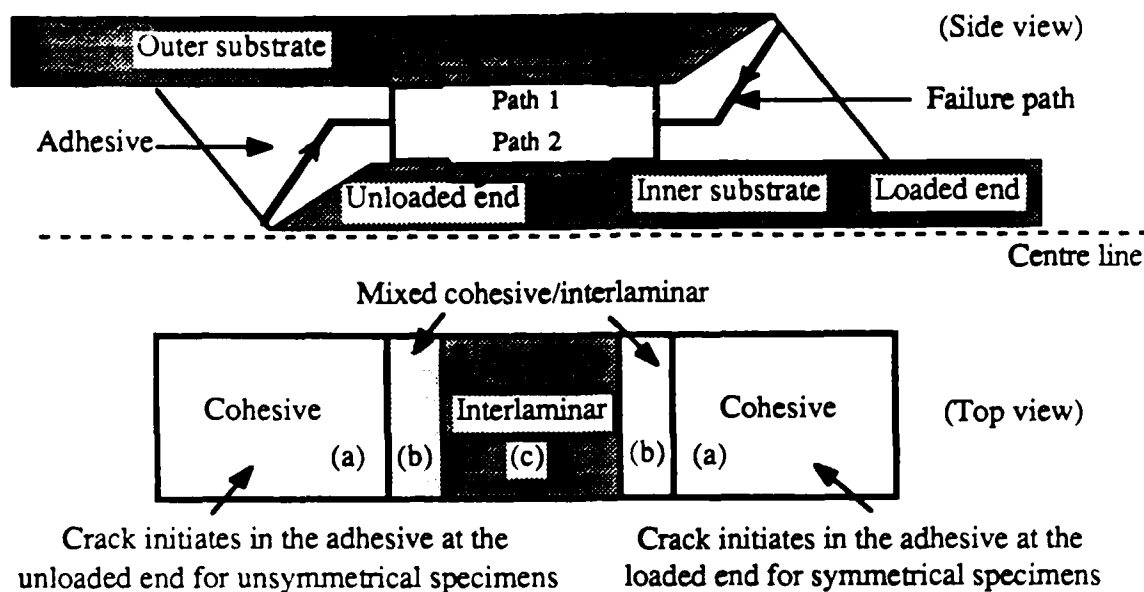 (Side view)
Outer substrate
Path 1
Failure path
Adhesive
Path 2
Unloaded end
Inner substrate
Loaded end
Centre line
Mixed cohesive/interlaminar
Cohesive
Interlaminar
Cohesive
(Top view)
(a)
(b)
(c)
(b)
(a)
Crack initiates in the adhesive at the
unloaded end for unsymmetrical specimens
Crack initiates in the adhesive at the
loaded end for symmetrical specimens